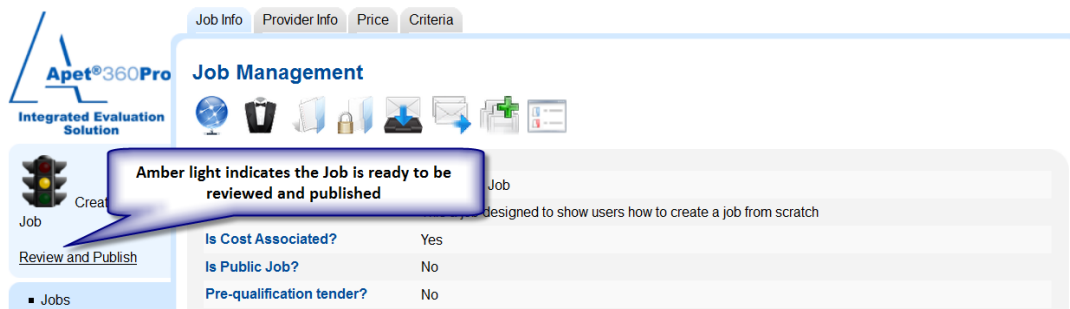 Job Info Provider Info Price Criteria
Apet®360Pro
Integrated Evaluation
Solution
Job Management
Amber light indicates the Job is ready to be
reviewed and published
Job
Job
designed to show users how to create a job from scratch
Review and Publish
Is Cost Associated? Yes
Is Public Job? No
Pre-qualification tender? No
Jobs